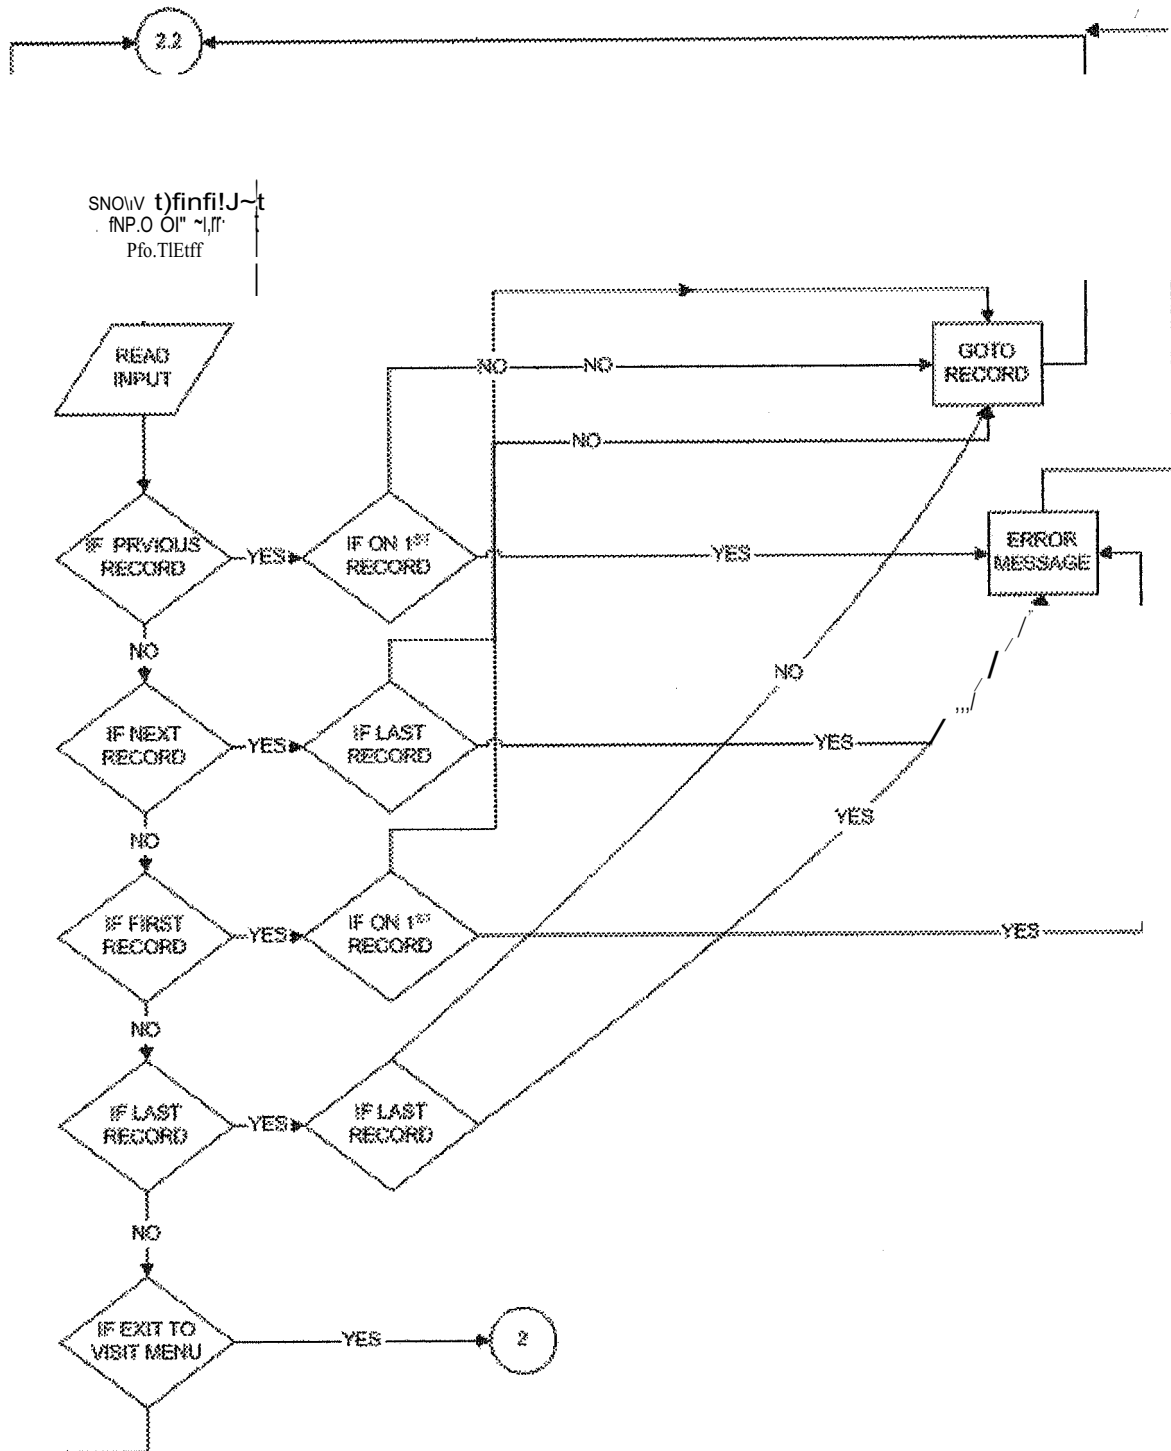 2.2
READ
INPUT
GOTO
RECORD
NO
NO
NO
IF PRVIOUS
RECORD
YES
IF ON 1ST
RECORD
YES
ERROR
MESSAGE
NO
NO
IF NEXT
RECORD
YES
IF LAST
RECORD
YES
YES
NO
IF FIRST
RECORD
YES
IF ON 1ST
RECORD
YES
NO
IF LAST
RECORD
YES
IF LAST
RECORD
NO
IF EXIT TO
VISIT MENU
YES
2